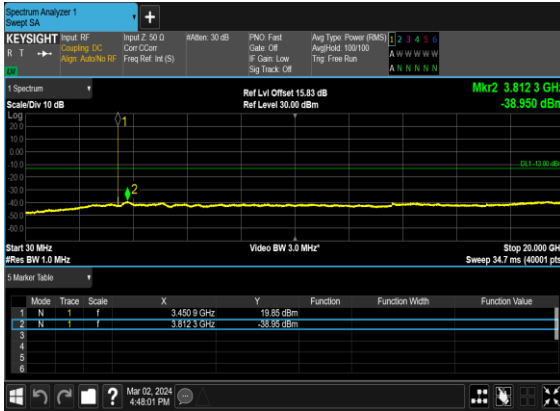 Spectrum Analyzer 1
Swept SA
+
KEYSIGHT
R T
Input: RF
Coupling: DC
Align: Auto/No RF
Input Z: 50 Ω
Corr CCorr
Freq Ref: Int (S)
#Atten: 30 dB
PNO: Fast
Gate: Off
IF Gain: Low
Sig Track: Off
Avg Type: Power (RMS)
Avg|Hold: 100/100
Trig: Free Run
1 2 3 4 5 6
A W W W W W
A N N N N N
1 Spectrum
Scale/Div 10 dB
Ref Lvl Offset 15.83 dB
Ref Level 30.00 dBm
Mkr2 3.812 3 GHz
-38.950 dBm
Log
20.0
10.0
0.00
-10.0
-20.0
-30.0
-40.0
-50.0
-60.0
1
2
DL1 -13.00 dBm
Start 30 MHz
#Res BW 1.0 MHz
Video BW 3.0 MHz*
Stop 20.000 GHz
Sweep 34.7 ms (40001 pts)
5 Marker Table
Mode Trace Scale X Y Function Function Width Function Value
1 N 1 f 3.450 9 GHz 19.85 dBm
2 N 1 f 3.812 3 GHz -38.95 dBm
3
4
5
6
?
Mar 02, 2024
4:48:01 PM